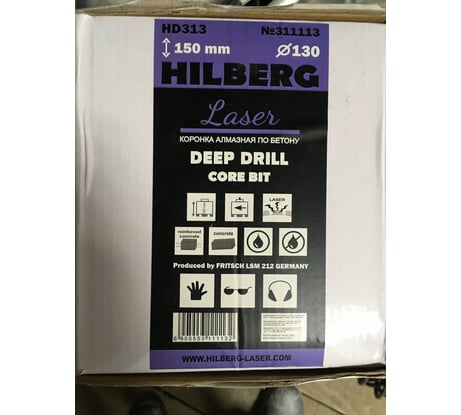 HD313 №311113
150 mm Ø130
HILBERG
Laser
КОРОНКА АЛМАЗНАЯ ПО БЕТОНУ
DEEP DRILL
CORE BIT
LASER
reinforced concrete
concrete
Produced by FRITSCH LSM 212 GERMANY
6905553111132
WWW.HILBERG-LASER.COM